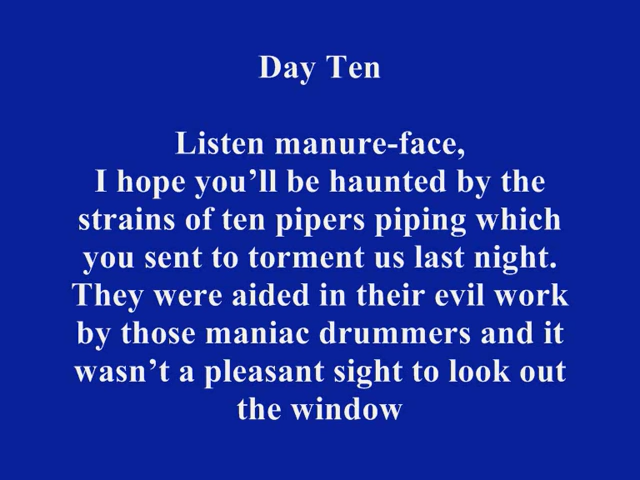 Day Ten
Listen manure-face,
I hope you’ll be haunted by the
strains of ten pipers piping which
you sent to torment us last night.
They were aided in their evil work
by those maniac drummers and it
wasn’t a pleasant sight to look out
the window